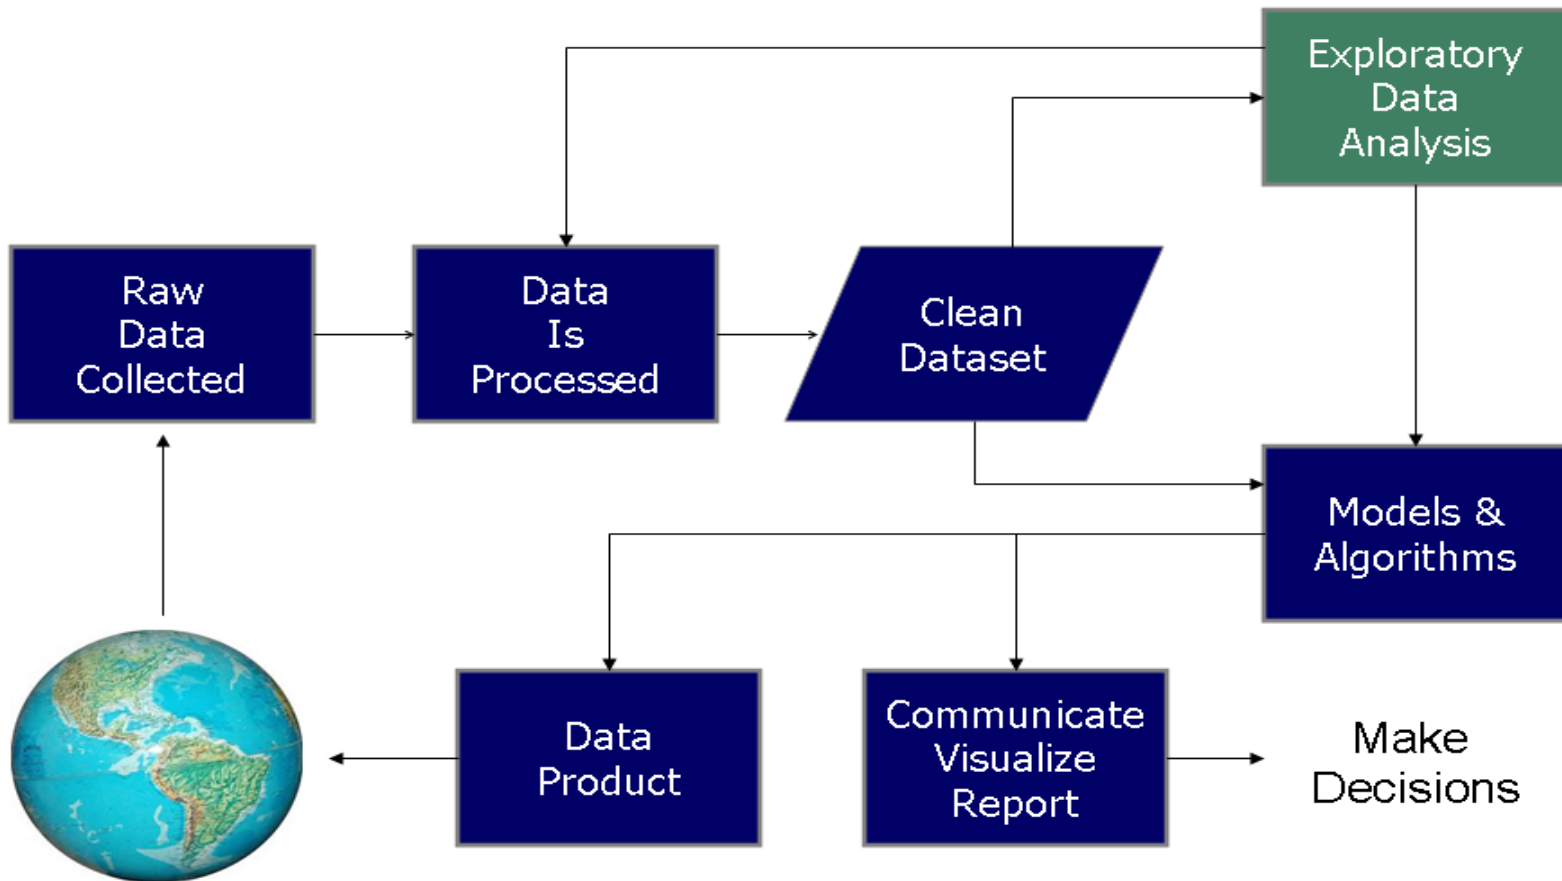 Exploratory
Data
Analysis
Raw
Data
Collected
Data
Is
Processed
Clean
Dataset
Models &
Algorithms
Data
Product
Communicate
Visualize
Report
Make
Decisions